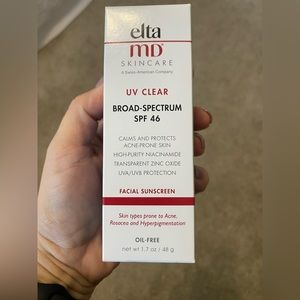 elta
MD
SKINCARE
A Swiss-American Company
UV CLEAR
BROAD-SPECTRUM
SPF 46
CALMS AND PROTECTS
ACNE-PRONE SKIN
HIGH-PURITY NIACINAMIDE
TRANSPARENT ZINC OXIDE
UVA/UVB PROTECTION
FACIAL SUNSCREEN
Skin types prone to Acne,
Rosacea and Hyperpigmentation
OIL-FREE
net wt 1.7 oz / 48 g